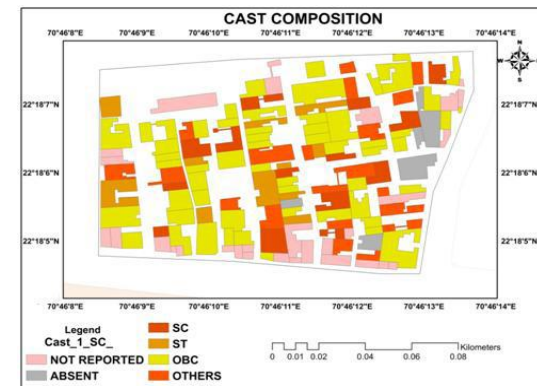 CAST COMPOSITION
70°46'8"E 70°46'9"E 70°46'10"E 70°46'11"E 70°46'12"E 70°46'13"E 70°46'14"E
N
W E
S
22°18'7"N 22°18'7"N
22°18'6"N 22°18'6"N
22°18'5"N 22°18'5"N
70°46'8"E 70°46'9"E 70°46'10"E 70°46'11"E 70°46'12"E 70°46'13"E 70°46'14"E
Legend
Cast_1_SC_
NOT REPORTED
ABSENT
SC
ST
OBC
OTHERS
Kilometers
0 0.01 0.02 0.04 0.06 0.08